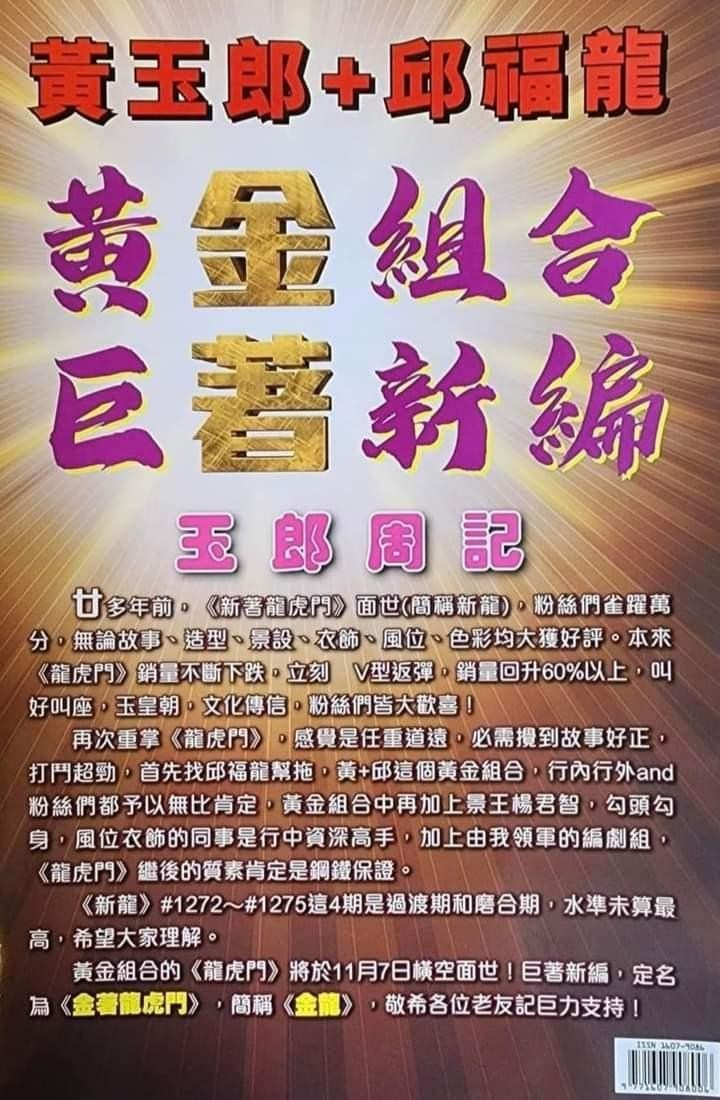 黃玉郎+邱福龍
黃金組合
巨著新編
玉郎周記
廿多年前，《新著龍虎門》面世(簡稱新龍)，粉絲們雀躍萬
分，無論故事、造型、景設、衣飾、風位、色彩均大獲好評。本來
《龍虎門》銷量不斷下跌，立刻 V型返彈，銷量回升60%以上，叫
好叫座，玉皇朝，文化傳信，粉絲們皆大歡喜！
再次重掌《龍虎門》，感覺是任重道遠，必需攪到故事好正，
打鬥超勁，首先找邱福龍幫拖，黃+邱這個黃金組合，行內行外and
粉絲們都予以無比肯定，黃金組合中再加上景王楊君智，勾頭勾
身，風位衣飾的同事是行中資深高手，加上由我領軍的編劇組，
《龍虎門》繼後的質素肯定是鋼鐵保證。
《新龍》#1272～#1275這4期是過渡期和磨合期，水準未算最
高，希望大家理解。
黃金組合的《龍虎門》將於11月7日橫空面世！巨著新編，定名
為《金著龍虎門》，簡稱《金龍》，敬希各位老友記巨力支持！
ISSN 1607-9086
9 771607 908006